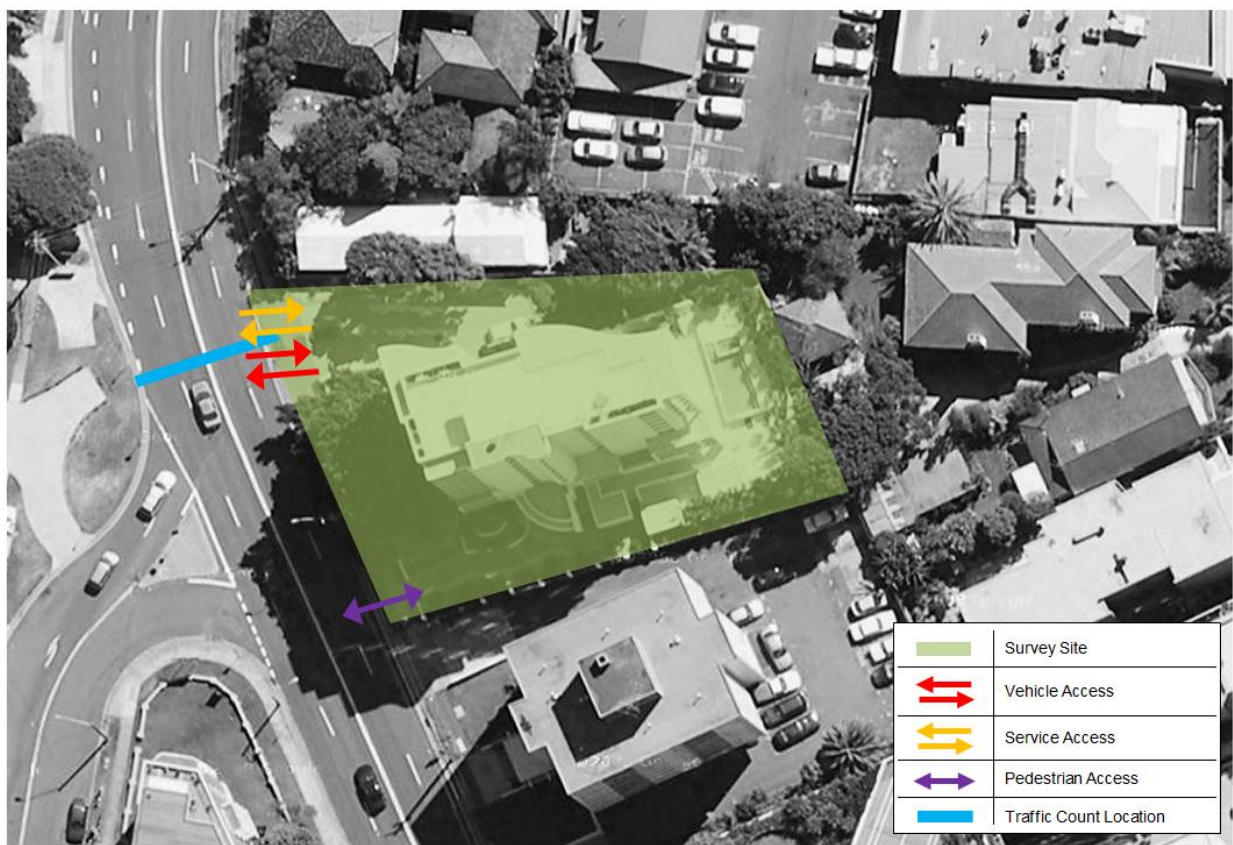 Survey Site
Vehicle Access
Service Access
Pedestrian Access
Traffic Count Location